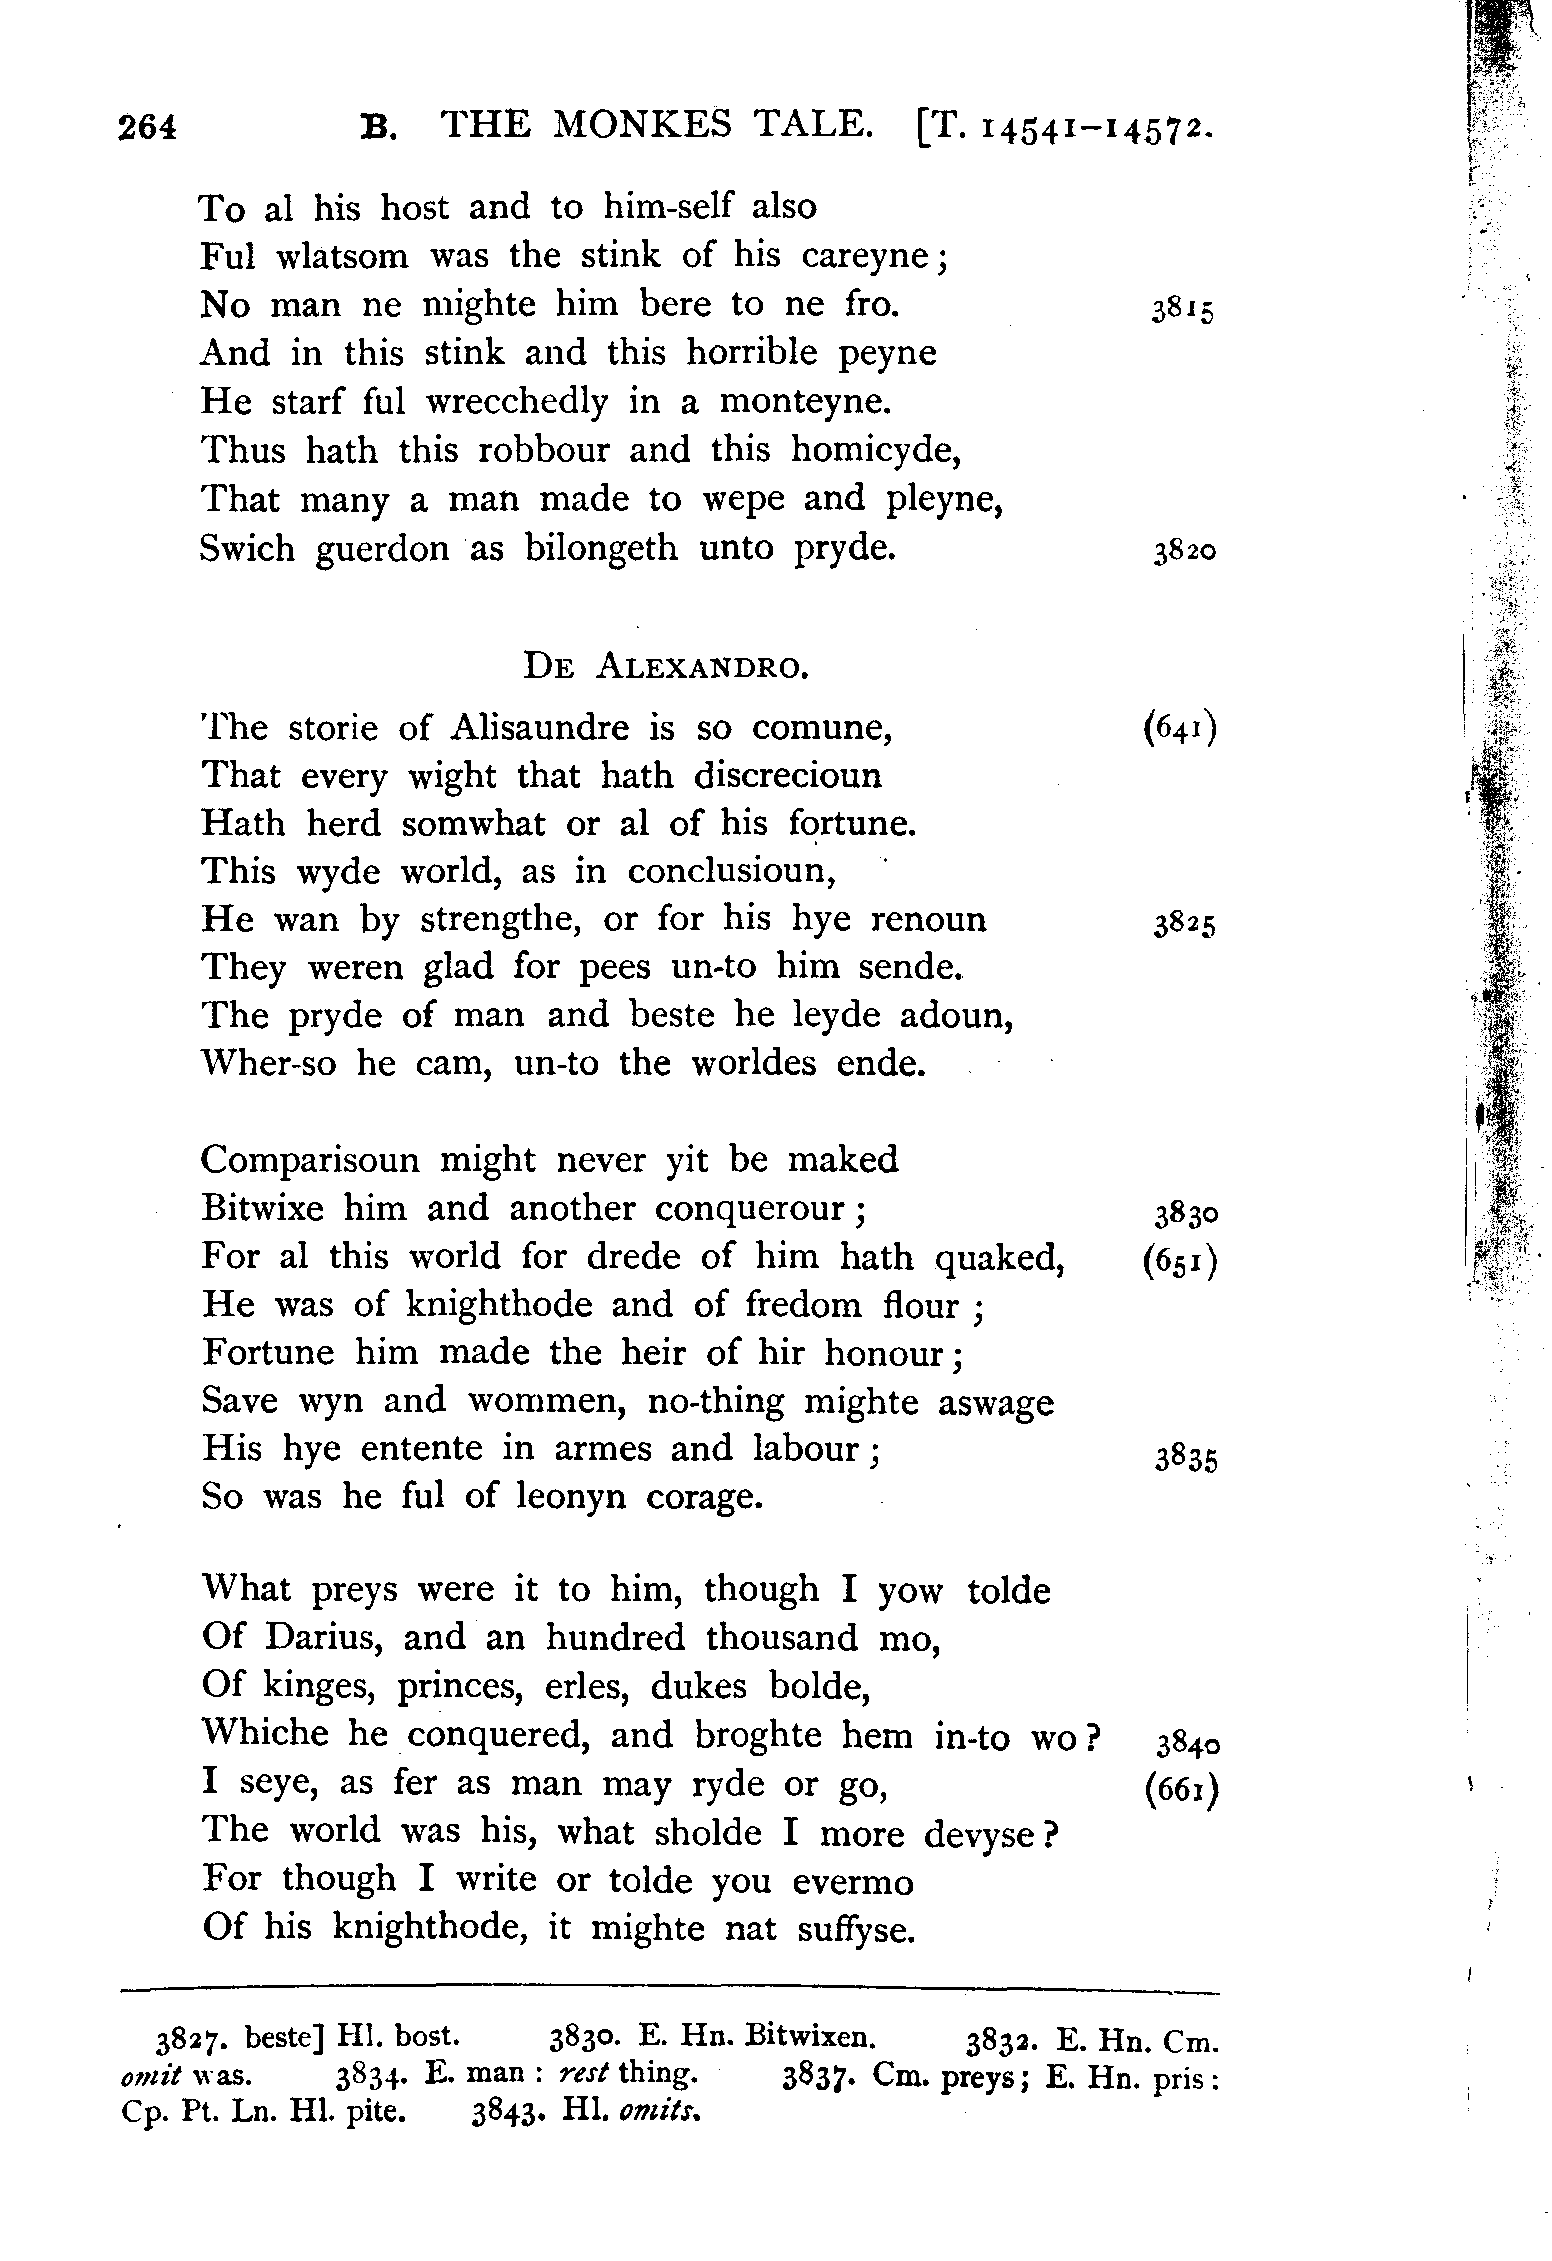 264 B. THE MONKES TALE. [T. 14541–14572.
To al his host and to him-self also
Ful wlatsom was the stink of his careyne;
No man ne mighte him bere to ne fro. 3815
And in this stink and this horrible peyne
He starf ful wrecchedly in a monteyne.
Thus hath this robbour and this homicyde,
That many a man made to wepe and pleyne,
Swich guerdon as bilongeth unto pryde. 3820
DE ALEXANDRO.
The storie of Alisaundre is so comune, (641)
That every wight that hath discrecioun
Hath herd somwhat or al of his fortune.
This wyde world, as in conclusioun,
He wan by strengthe, or for his hye renoun 3825
They weren glad for pees un-to him sende.
The pryde of man and beste he leyde adoun,
Wher-so he cam, un-to the worldes ende.
Comparisoun might never yit be maked
Bitwixe him and another conquerour; 3830
For al this world for drede of him hath quaked, (651)
He was of knighthode and of fredom flour;
Fortune him made the heir of hir honour;
Save wyn and wommen, no-thing mighte aswage
His hye entente in armes and labour; 3835
So was he ful of leonyn corage.
What preys were it to him, though I yow tolde
Of Darius, and an hundred thousand mo,
Of kinges, princes, erles, dukes bolde,
Whiche he conquered, and broghte hem in-to wo? 3840
I seye, as fer as man may ryde or go, (661)
The world was his, what sholde I more devyse?
For though I write or tolde you evermo
Of his knighthode, it mighte nat suffyse.
3827. beste] Hl. bost. 3830. E. Hn. Bitwixen. 3832. E. Hn. Cm.
omit was. 3834. E. man: rest thing. 3837. Cm. preys; E. Hn. pris:
Cp. Pt. Ln. Hl. pite. 3843. Hl. omits.